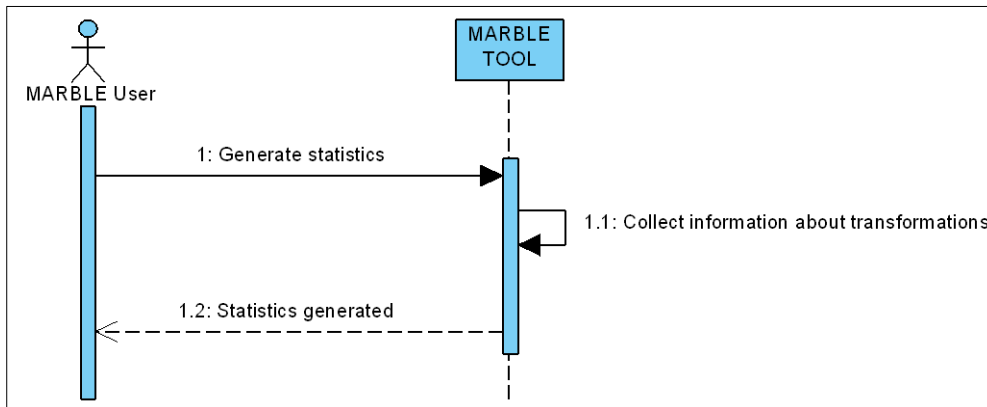 MARBLE
TOOL
MARBLE User
1: Generate statistics
1.1: Collect information about transformations
1.2: Statistics generated